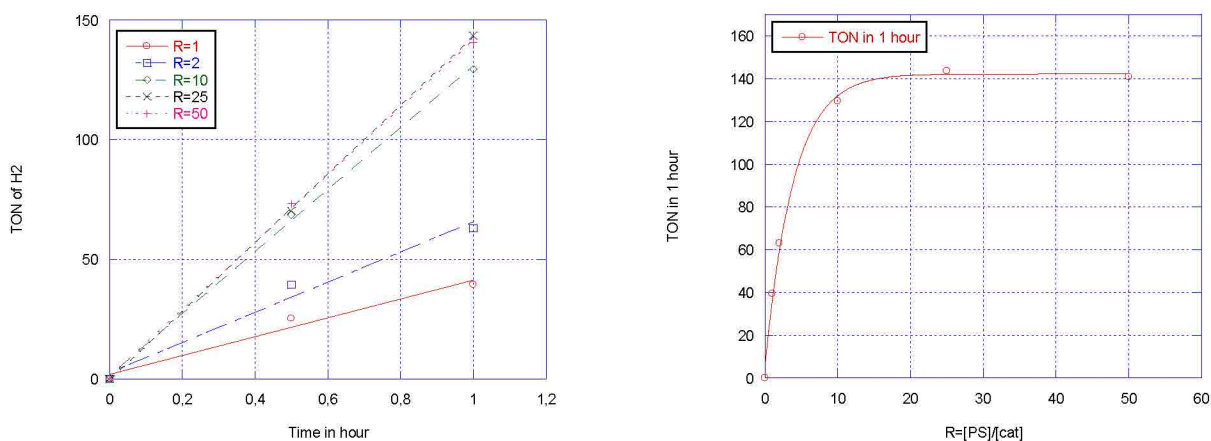 150
100
50
0
TON of H2
R=1
R=2
R=10
R=25
R=50
0
0,2
0,4
0,6
0,8
1
1,2
Time in hour
160
140
120
100
80
60
40
20
0
TON in 1 hour
TON in 1 hour
0
10
20
30
40
50
60
R=[PS]/[cat]